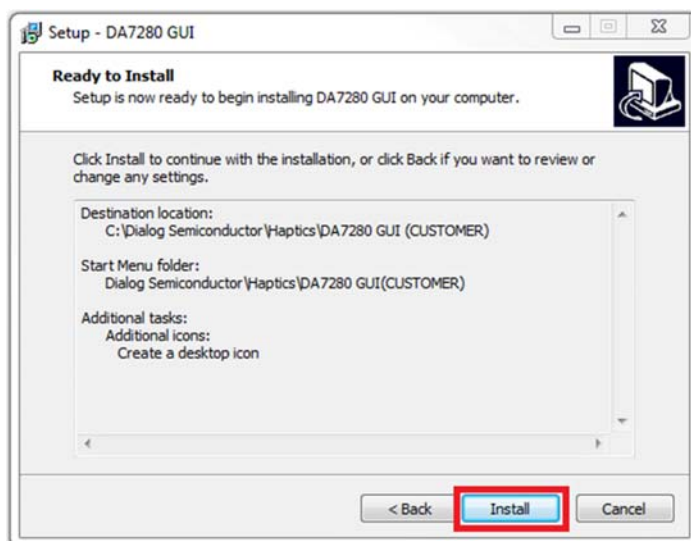 Setup - DA7280 GUI
Ready to Install
Setup is now ready to begin installing DA7280 GUI on your computer.
Click Install to continue with the installation, or click Back if you want to review or
change any settings.
Destination location:
C:\Dialog Semiconductor\Haptics\DA7280 GUI (CUSTOMER)
Start Menu folder:
Dialog Semiconductor\Haptics\DA7280 GUI(CUSTOMER)
Additional tasks:
Additional icons:
Create a desktop icon
< Back Install Cancel